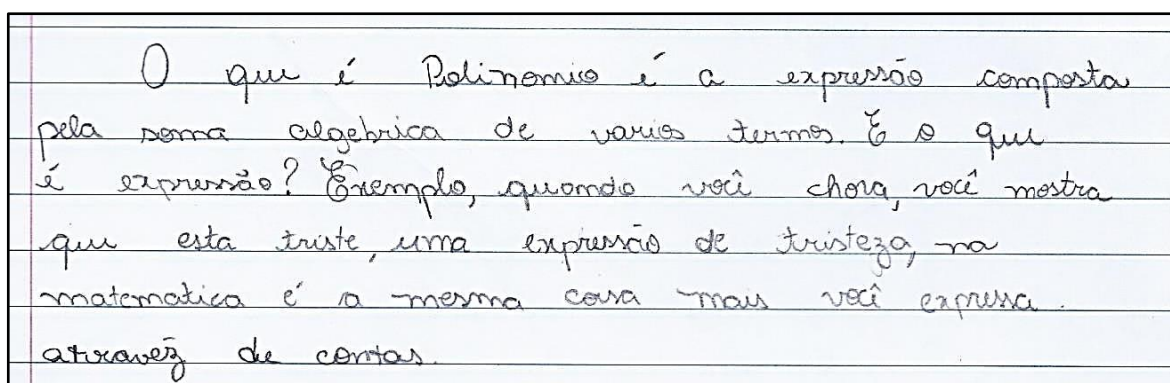 O que é Polinomio é a expressão composta
pela soma algebrica de varios termos. E o que
é expressão? Exemplo, quando você chora, você mostra
que esta triste, uma expressão de tristeza, na
matematica é a mesma coisa mais você expressa
atravez de contas.